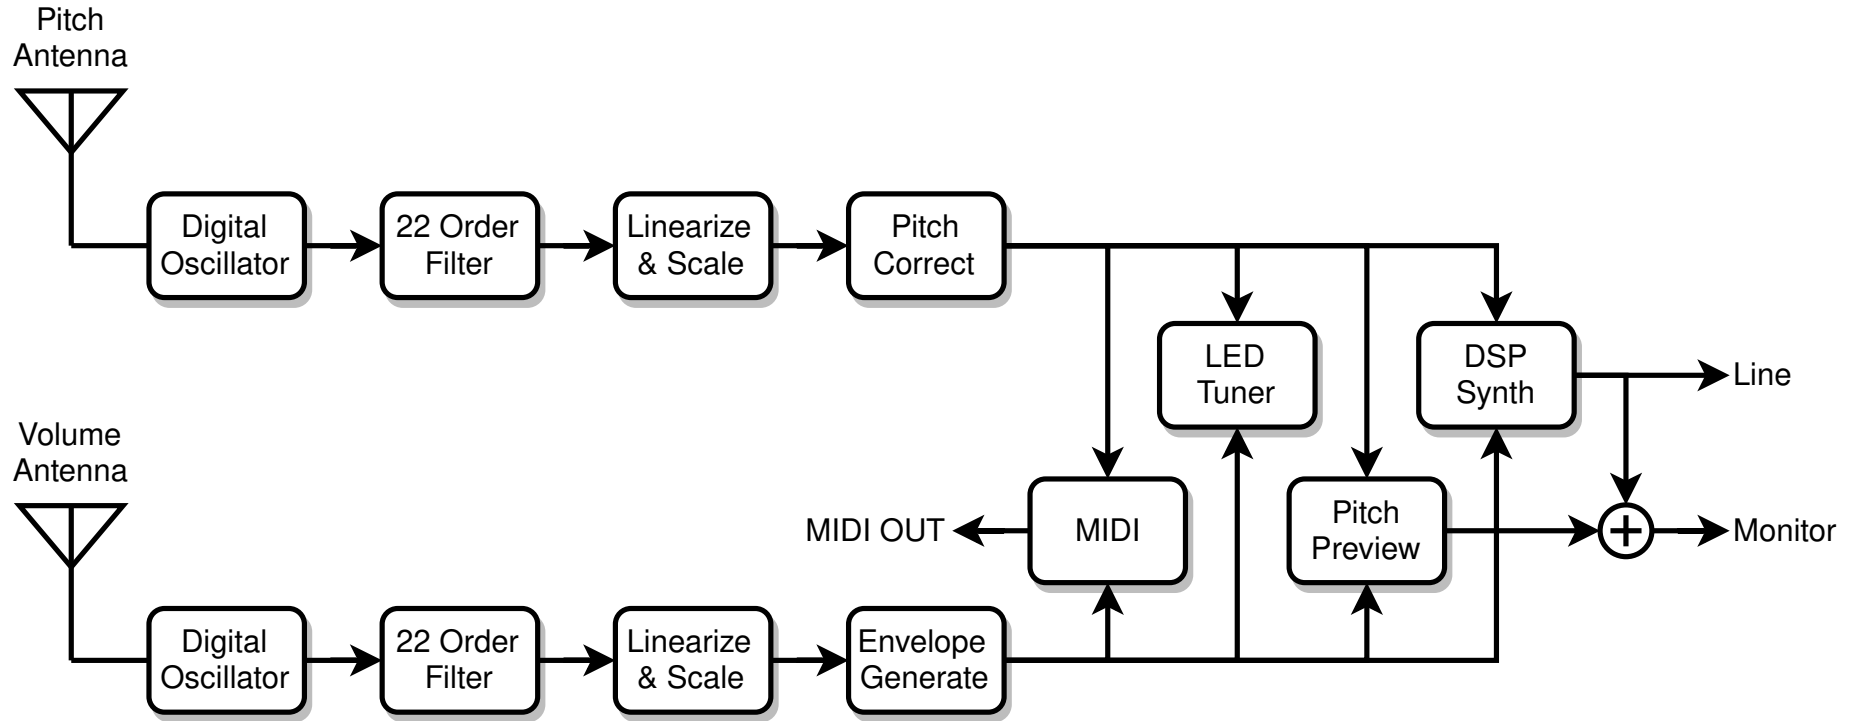 Pitch
Antenna
Digital
Oscillator
22 Order
Filter
Linearize
& Scale
Pitch
Correct
LED
Tuner
DSP
Synth
Line
Volume
Antenna
MIDI OUT
MIDI
Pitch
Preview
+
Monitor
Digital
Oscillator
22 Order
Filter
Linearize
& Scale
Envelope
Generate